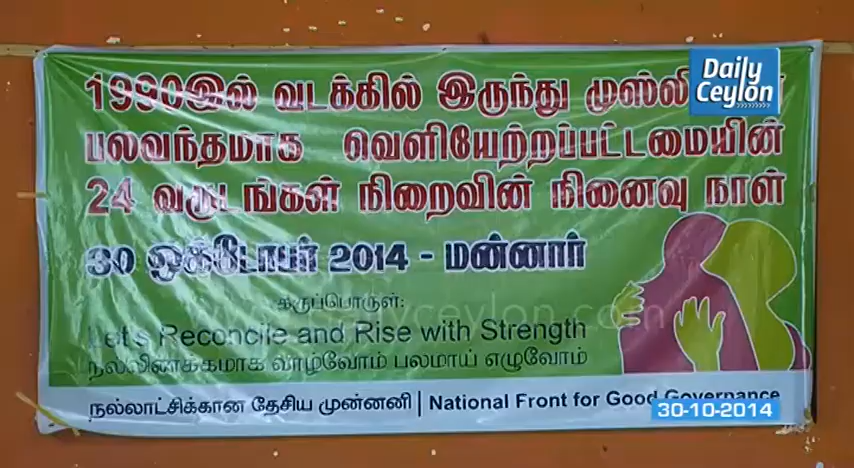 Daily
Ceylon
1990இல் வடக்கில் இருந்து
பலவந்தமாக வெளியேற்றப்பட்டமையின்
24 வருடங்கள் நிறைவின் நினைவு நாள்
30 ஒக்டோபர் 2014 - மன்னார்
கருப்பொருள்:
Let's Reconcile and Rise with Strength
நல்லிணக்கமாக வாழ்வோம் பலமாய் எழுவோம்
நல்லாட்சிக்கான தேசிய முன்னணி | National Front for Good Governance
30-10-2014